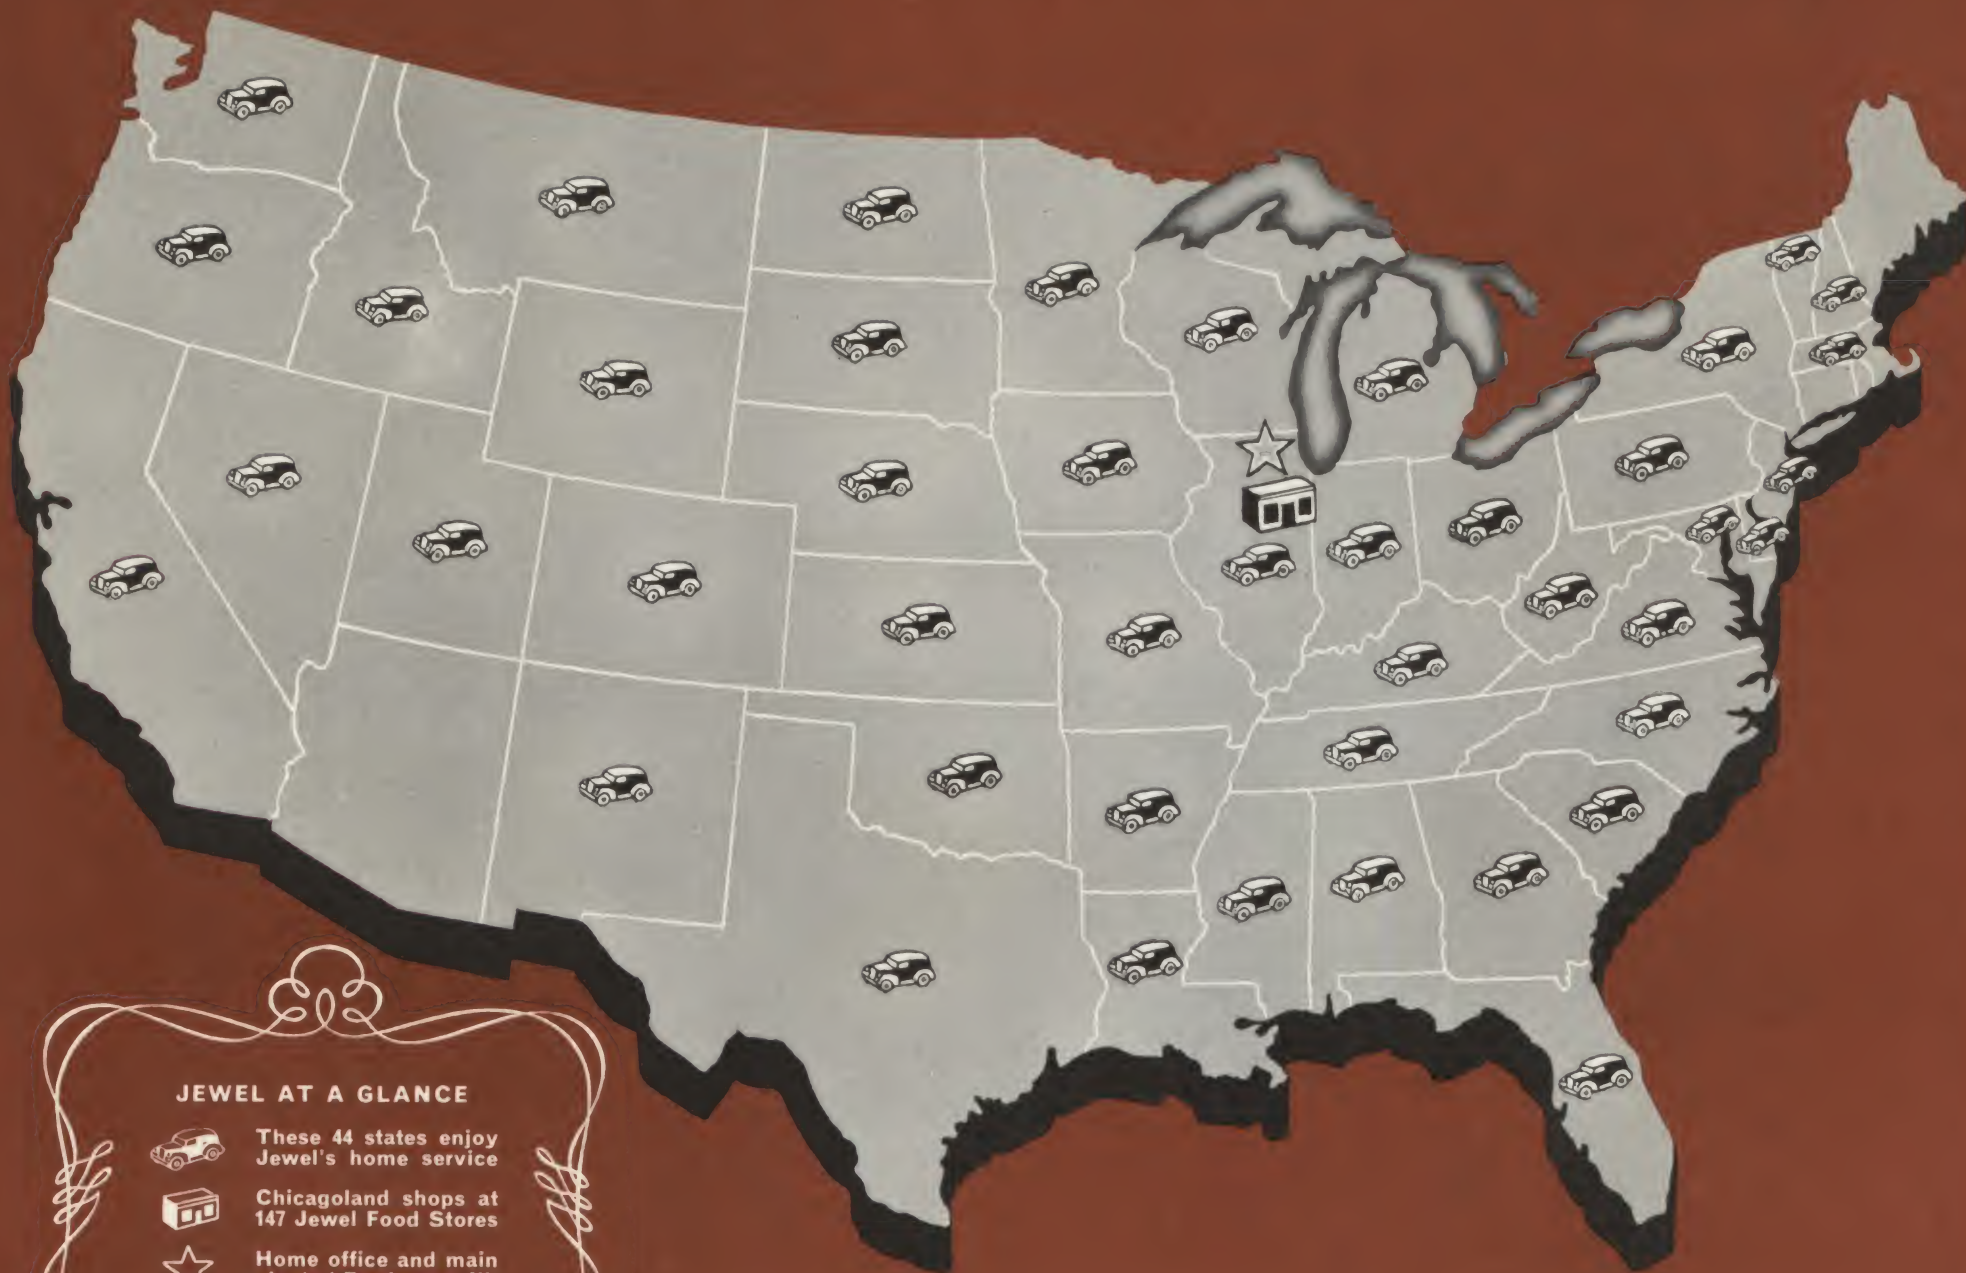 JEWEL AT A GLANCE
These 44 states enjoy
Jewel's home service
Chicagoland shops at
147 Jewel Food Stores
Home office and main